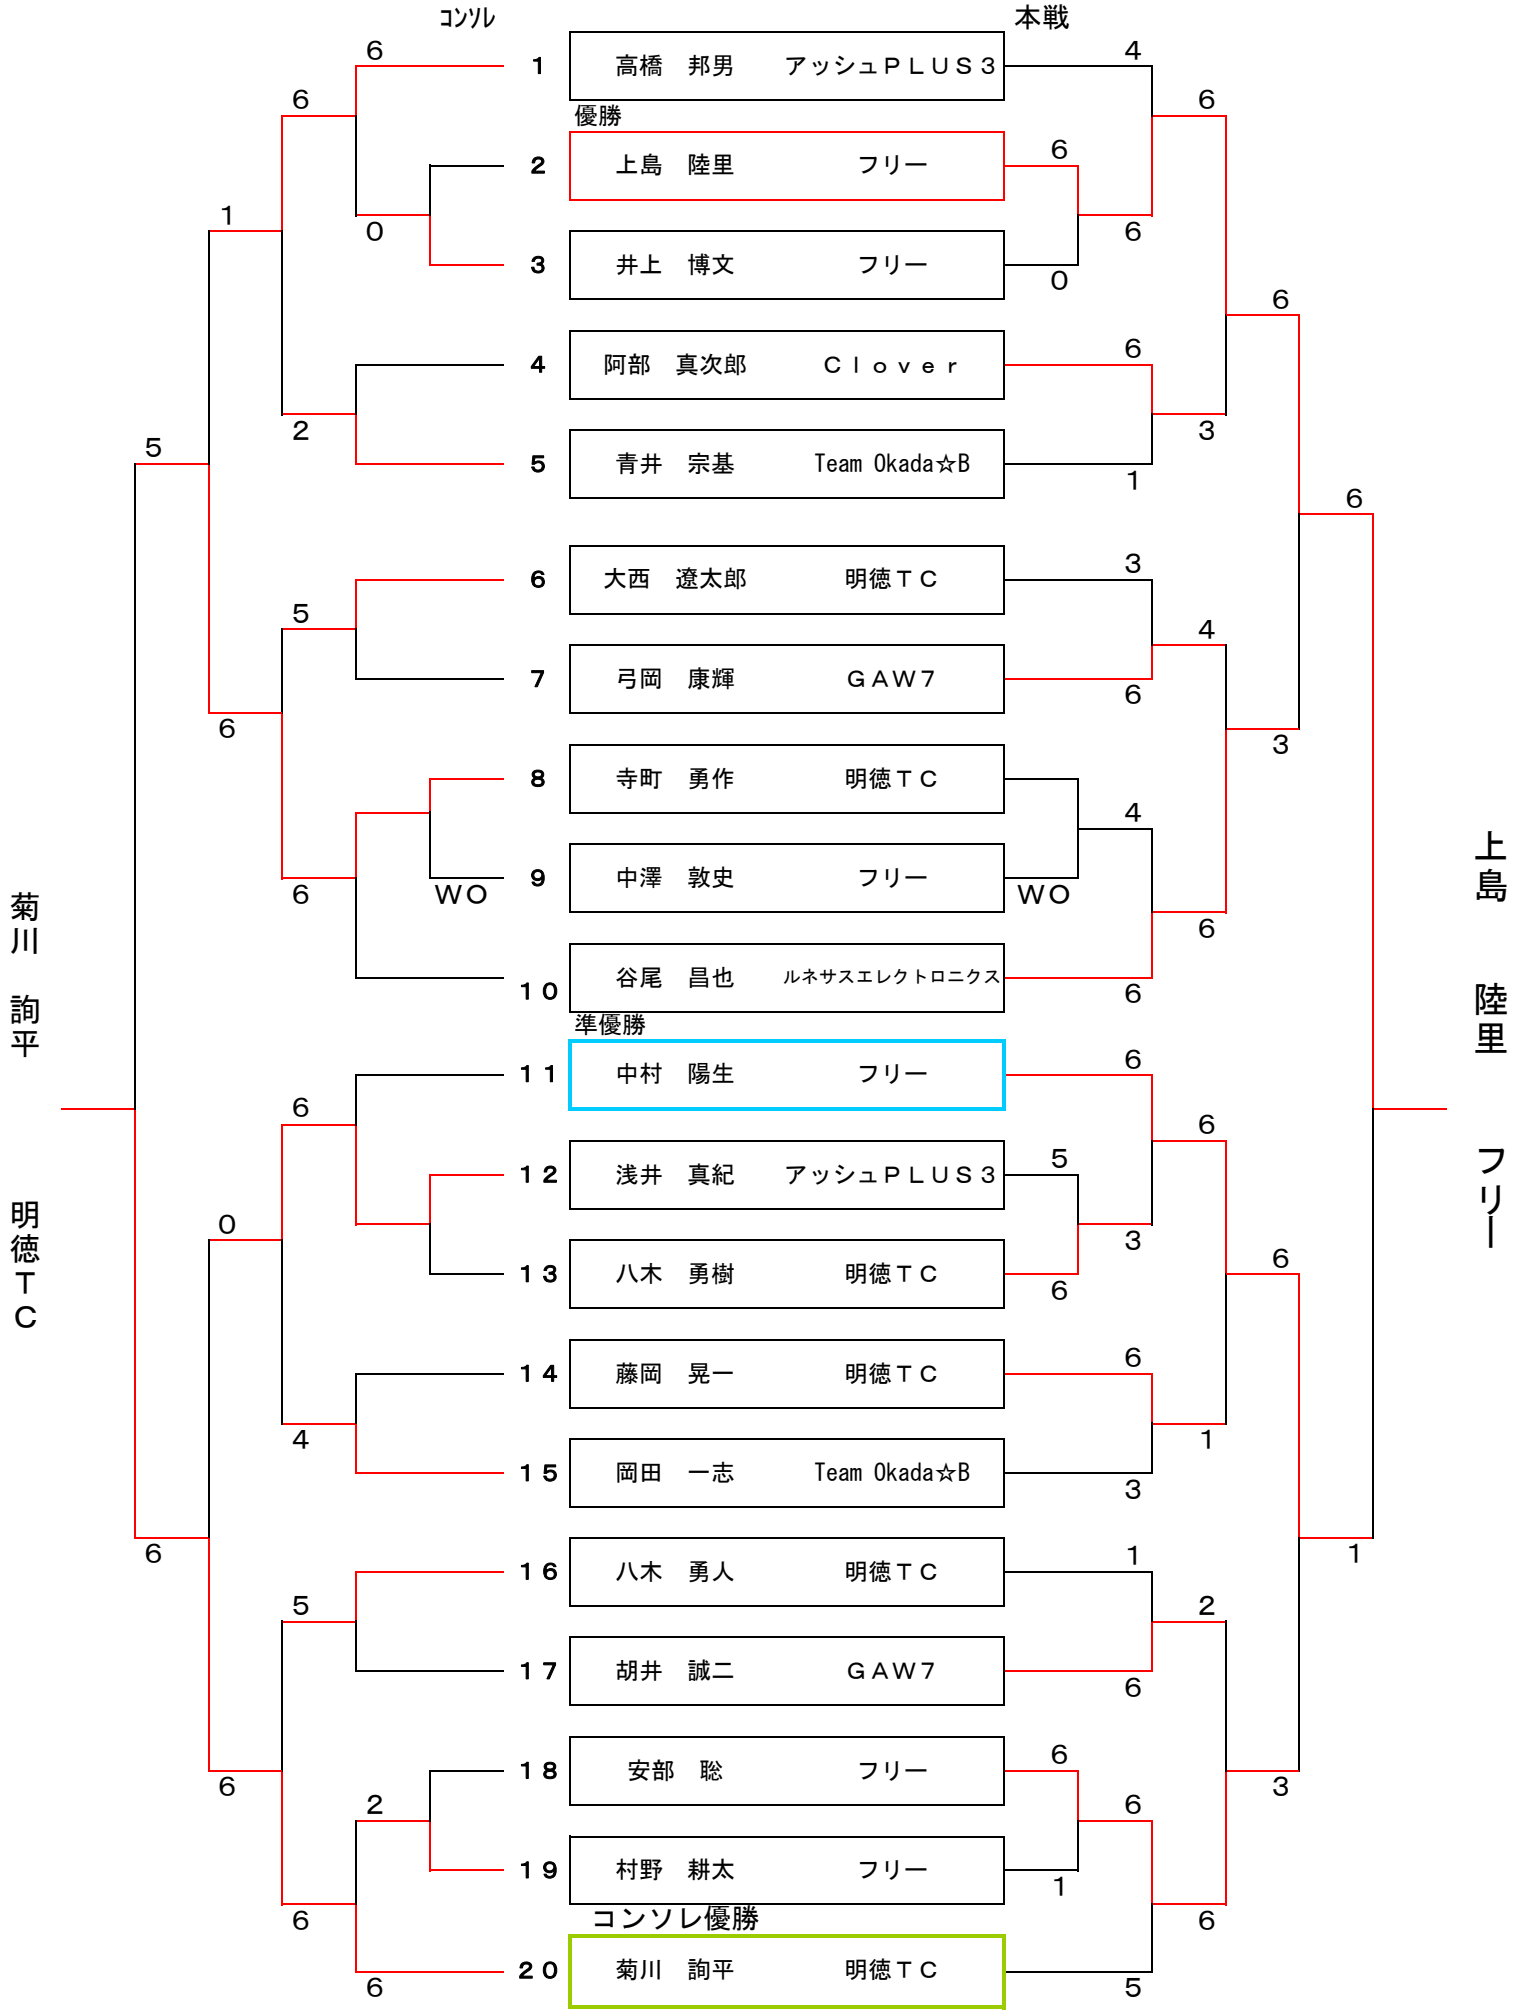 ｺﾝｿﾚ 本戦
6 1 高橋　邦男 アッシュＰＬＵＳ３ 4
6 優勝 6
2 上島　陸里 フリー 6
1 0 6
3 井上　博文 フリー 0
6
4 阿部　真次郎 Ｃｌｏｖｅｒ 6
2 3
5 5 青井　宗基 Team Okada☆B 1
6
6 大西　遼太郎 明徳ＴＣ 3
5 4
7 弓岡　康輝 ＧＡＷ７ 6
6 3
8 寺町　勇作 明徳ＴＣ
4
9 中澤　敦史 フリー
6 WO WO
6
10 谷尾　昌也 ルネサスエレクトロニクス 6
準優勝
11 中村　陽生 フリー 6
6 6
12 浅井　真紀 アッシュＰＬＵＳ３ 5
0 3
13 八木　勇樹 明徳ＴＣ 6
6
14 藤岡　晃一 明徳ＴＣ 6
4 1
15 岡田　一志 Team Okada☆B 3
6 1
16 八木　勇人 明徳ＴＣ 1
5 2
17 胡井　誠二 ＧＡＷ７ 6
18 安部　聡 フリー 6
6 3
2 6
19 村野　耕太 フリー 1
6 コンソレ優勝 6
20 菊川　詢平 明徳ＴＣ
6 5
菊川　詢平　明徳ＴＣ
上島　陸里　フリー